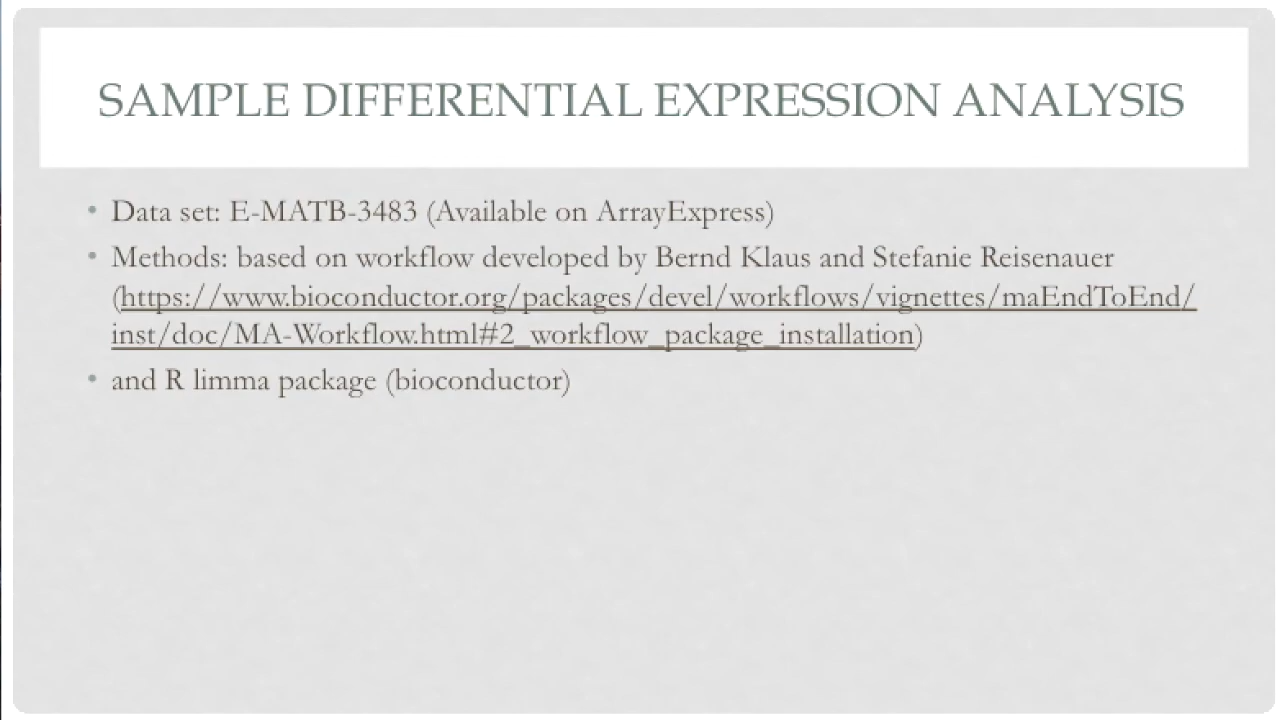 SAMPLE DIFFERENTIAL EXPRESSION ANALYSIS
• Data set: E-MATB-3483 (Available on ArrayExpress)
• Methods: based on workflow developed by Bernd Klaus and Stefanie Reisenauer
(https://www.bioconductor.org/packages/devel/workflows/vignettes/maEndToEnd/
inst/doc/MA-Workflow.html#2_workflow_package_installation)
• and R limma package (bioconductor)